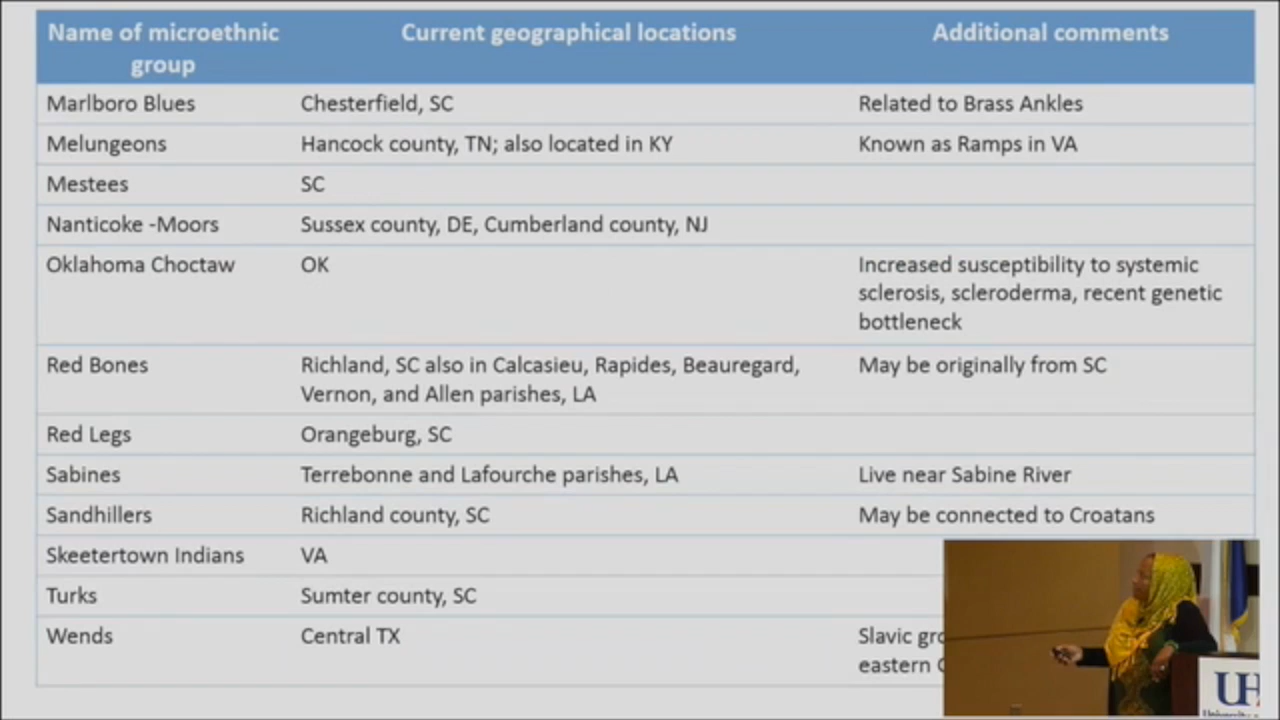 Name of microethnic group
Current geographical locations
Additional comments
Marlboro Blues
Chesterfield, SC
Related to Brass Ankles
Melungeons
Hancock county, TN; also located in KY
Known as Ramps in VA
Mestees
SC
Nanticoke -Moors
Sussex county, DE, Cumberland county, NJ
Oklahoma Choctaw
OK
Increased susceptibility to systemic
sclerosis, scleroderma, recent genetic
bottleneck
Red Bones
Richland, SC also in Calcasieu, Rapides, Beauregard,
Vernon, and Allen parishes, LA
May be originally from SC
Red Legs
Orangeburg, SC
Sabines
Terrebonne and Lafourche parishes, LA
Live near Sabine River
Sandhillers
Richland county, SC
May be connected to Croatans
Skeetertown Indians
VA
Turks
Sumter county, SC
Wends
Central TX
Slavic
eastern
UH